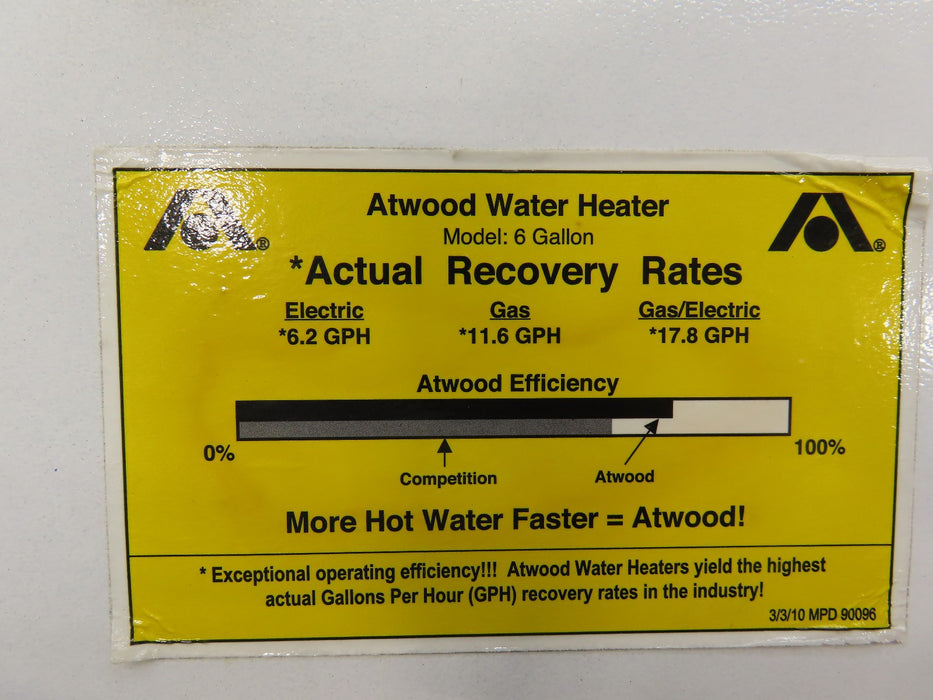 Atwood Water Heater
Model: 6 Gallon
*Actual Recovery Rates
Electric Gas Gas/Electric
*6.2 GPH *11.6 GPH *17.8 GPH
Atwood Efficiency
0% 100%
Competition Atwood
More Hot Water Faster = Atwood!
* Exceptional operating efficiency!!! Atwood Water Heaters yield the highest
actual Gallons Per Hour (GPH) recovery rates in the industry!
3/3/10 MPD 90096
® ®